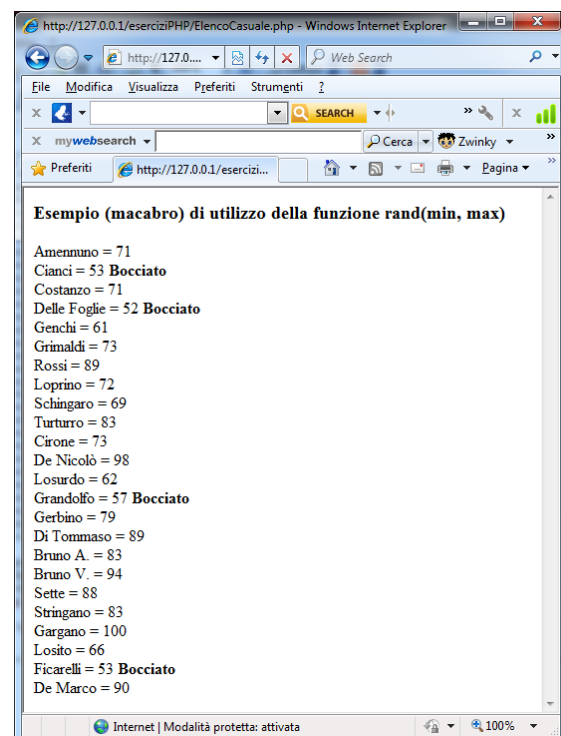 http://127.0.0.1/eserciziPHP/ElencoCasuale.php - Windows Internet Explorer
http://127.0.... Web Search
File Modifica Visualizza Preferiti Strumenti ?
SEARCH
mywebsearch Cerca Zwinky
Preferiti http://127.0.0.1/esercizi... Pagina
Esempio (macabro) di utilizzo della funzione rand(min, max)
Amennuno = 71
Cianci = 53 Bocciato
Costanzo = 71
Delle Foglie = 52 Bocciato
Genchi = 61
Grimaldi = 73
Rossi = 89
Loprino = 72
Schingaro = 69
Turturro = 83
Cirone = 73
De Nicolò = 98
Losurdo = 62
Grandolfo = 57 Bocciato
Gerbino = 79
Di Tommaso = 89
Bruno A. = 83
Bruno V. = 94
Sette = 88
Stringano = 83
Gargano = 100
Losito = 66
Ficarelli = 53 Bocciato
De Marco = 90
Internet | Modalità protetta: attivata 100%